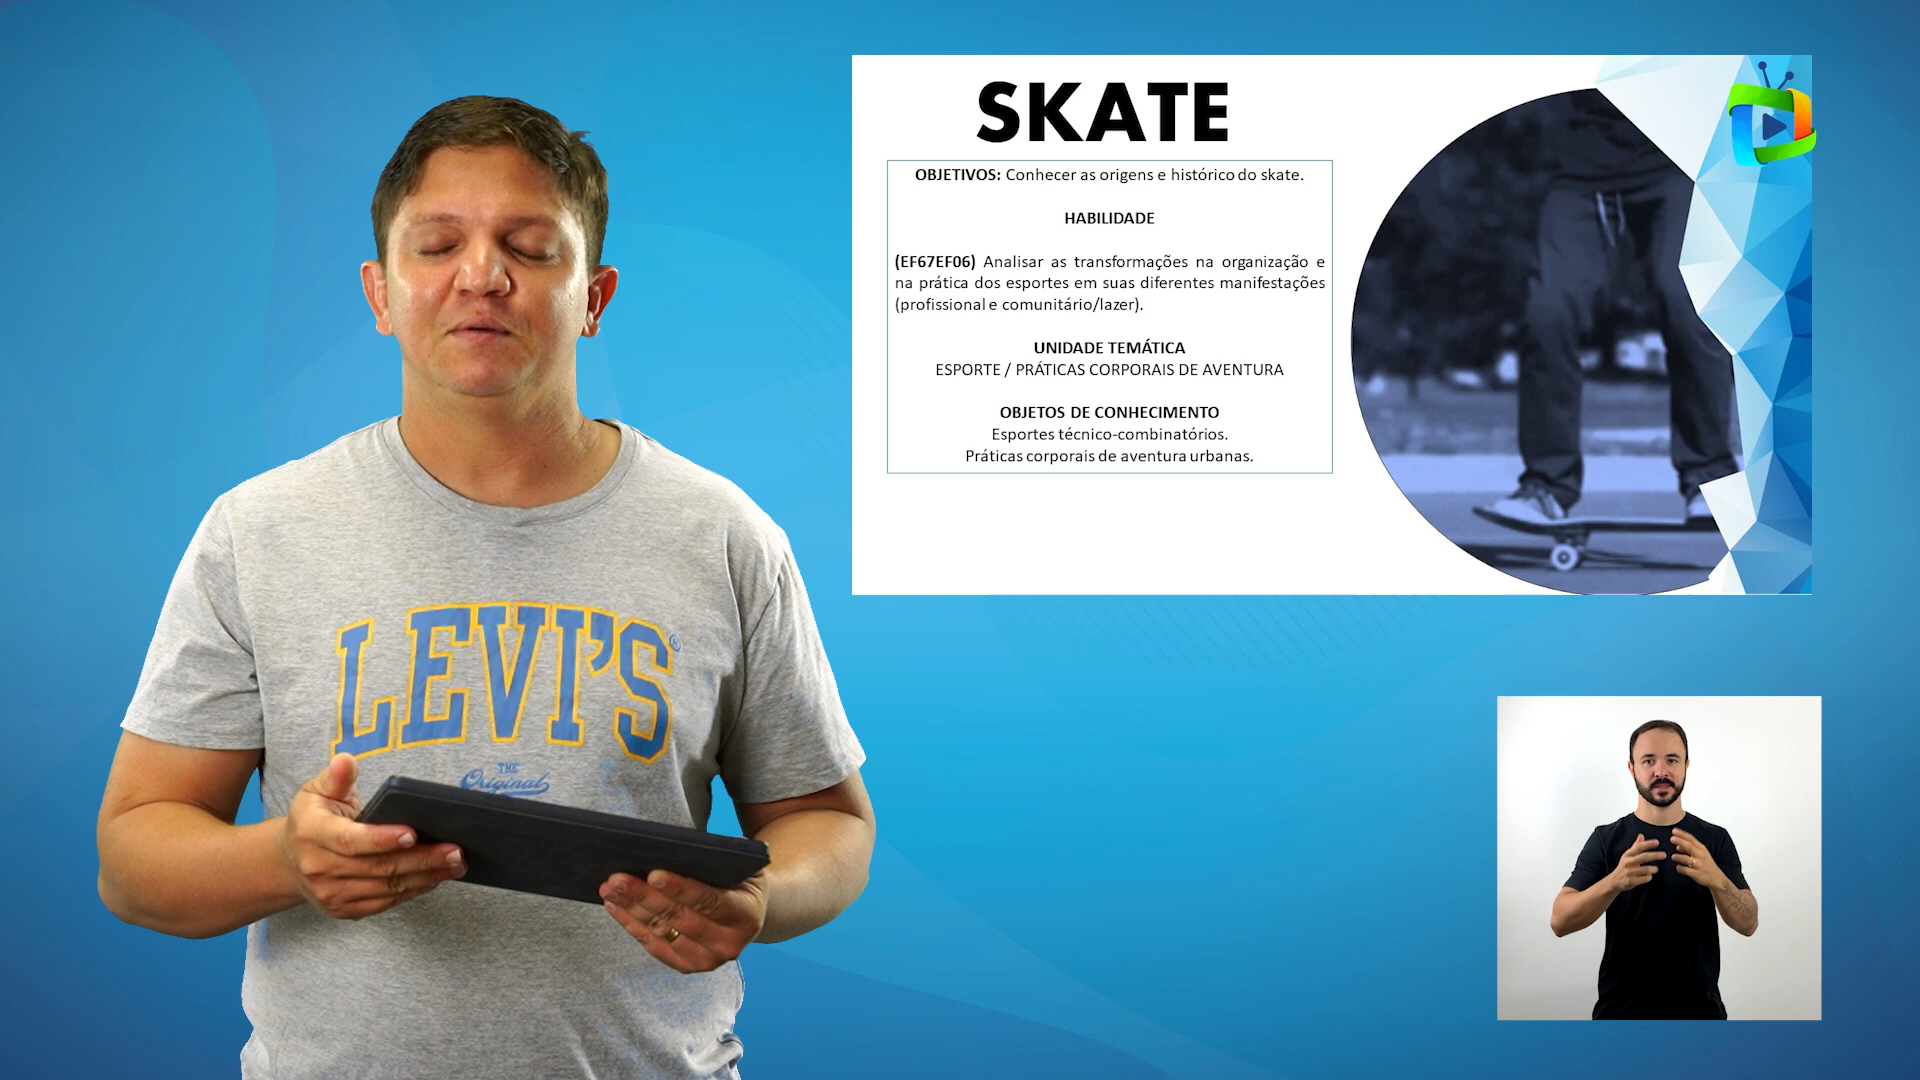 SKATE
OBJETIVOS: Conhecer as origens e histórico do skate.
HABILIDADE
(EF67EF06) Analisar as transformações na organização e
na prática dos esportes em suas diferentes manifestações
(profissional e comunitário/lazer).
UNIDADE TEMÁTICA
ESPORTE / PRÁTICAS CORPORAIS DE AVENTURA
OBJETOS DE CONHECIMENTO
Esportes técnico-combinatórios.
Práticas corporais de aventura urbanas.
LEVI'S®
THE
Original